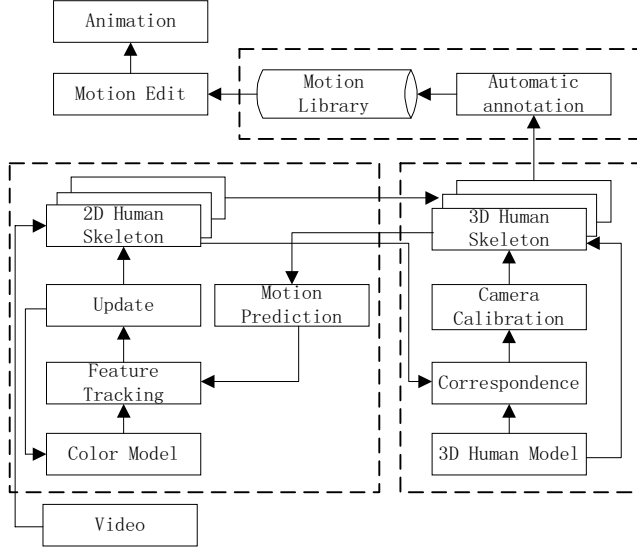 Animation
Motion Edit
Motion
Library
Automatic
annotation
2D Human
Skeleton
3D Human
Skeleton
Update
Motion
Prediction
Camera
Calibration
Feature
Tracking
Correspondence
Color Model
3D Human Model
Video